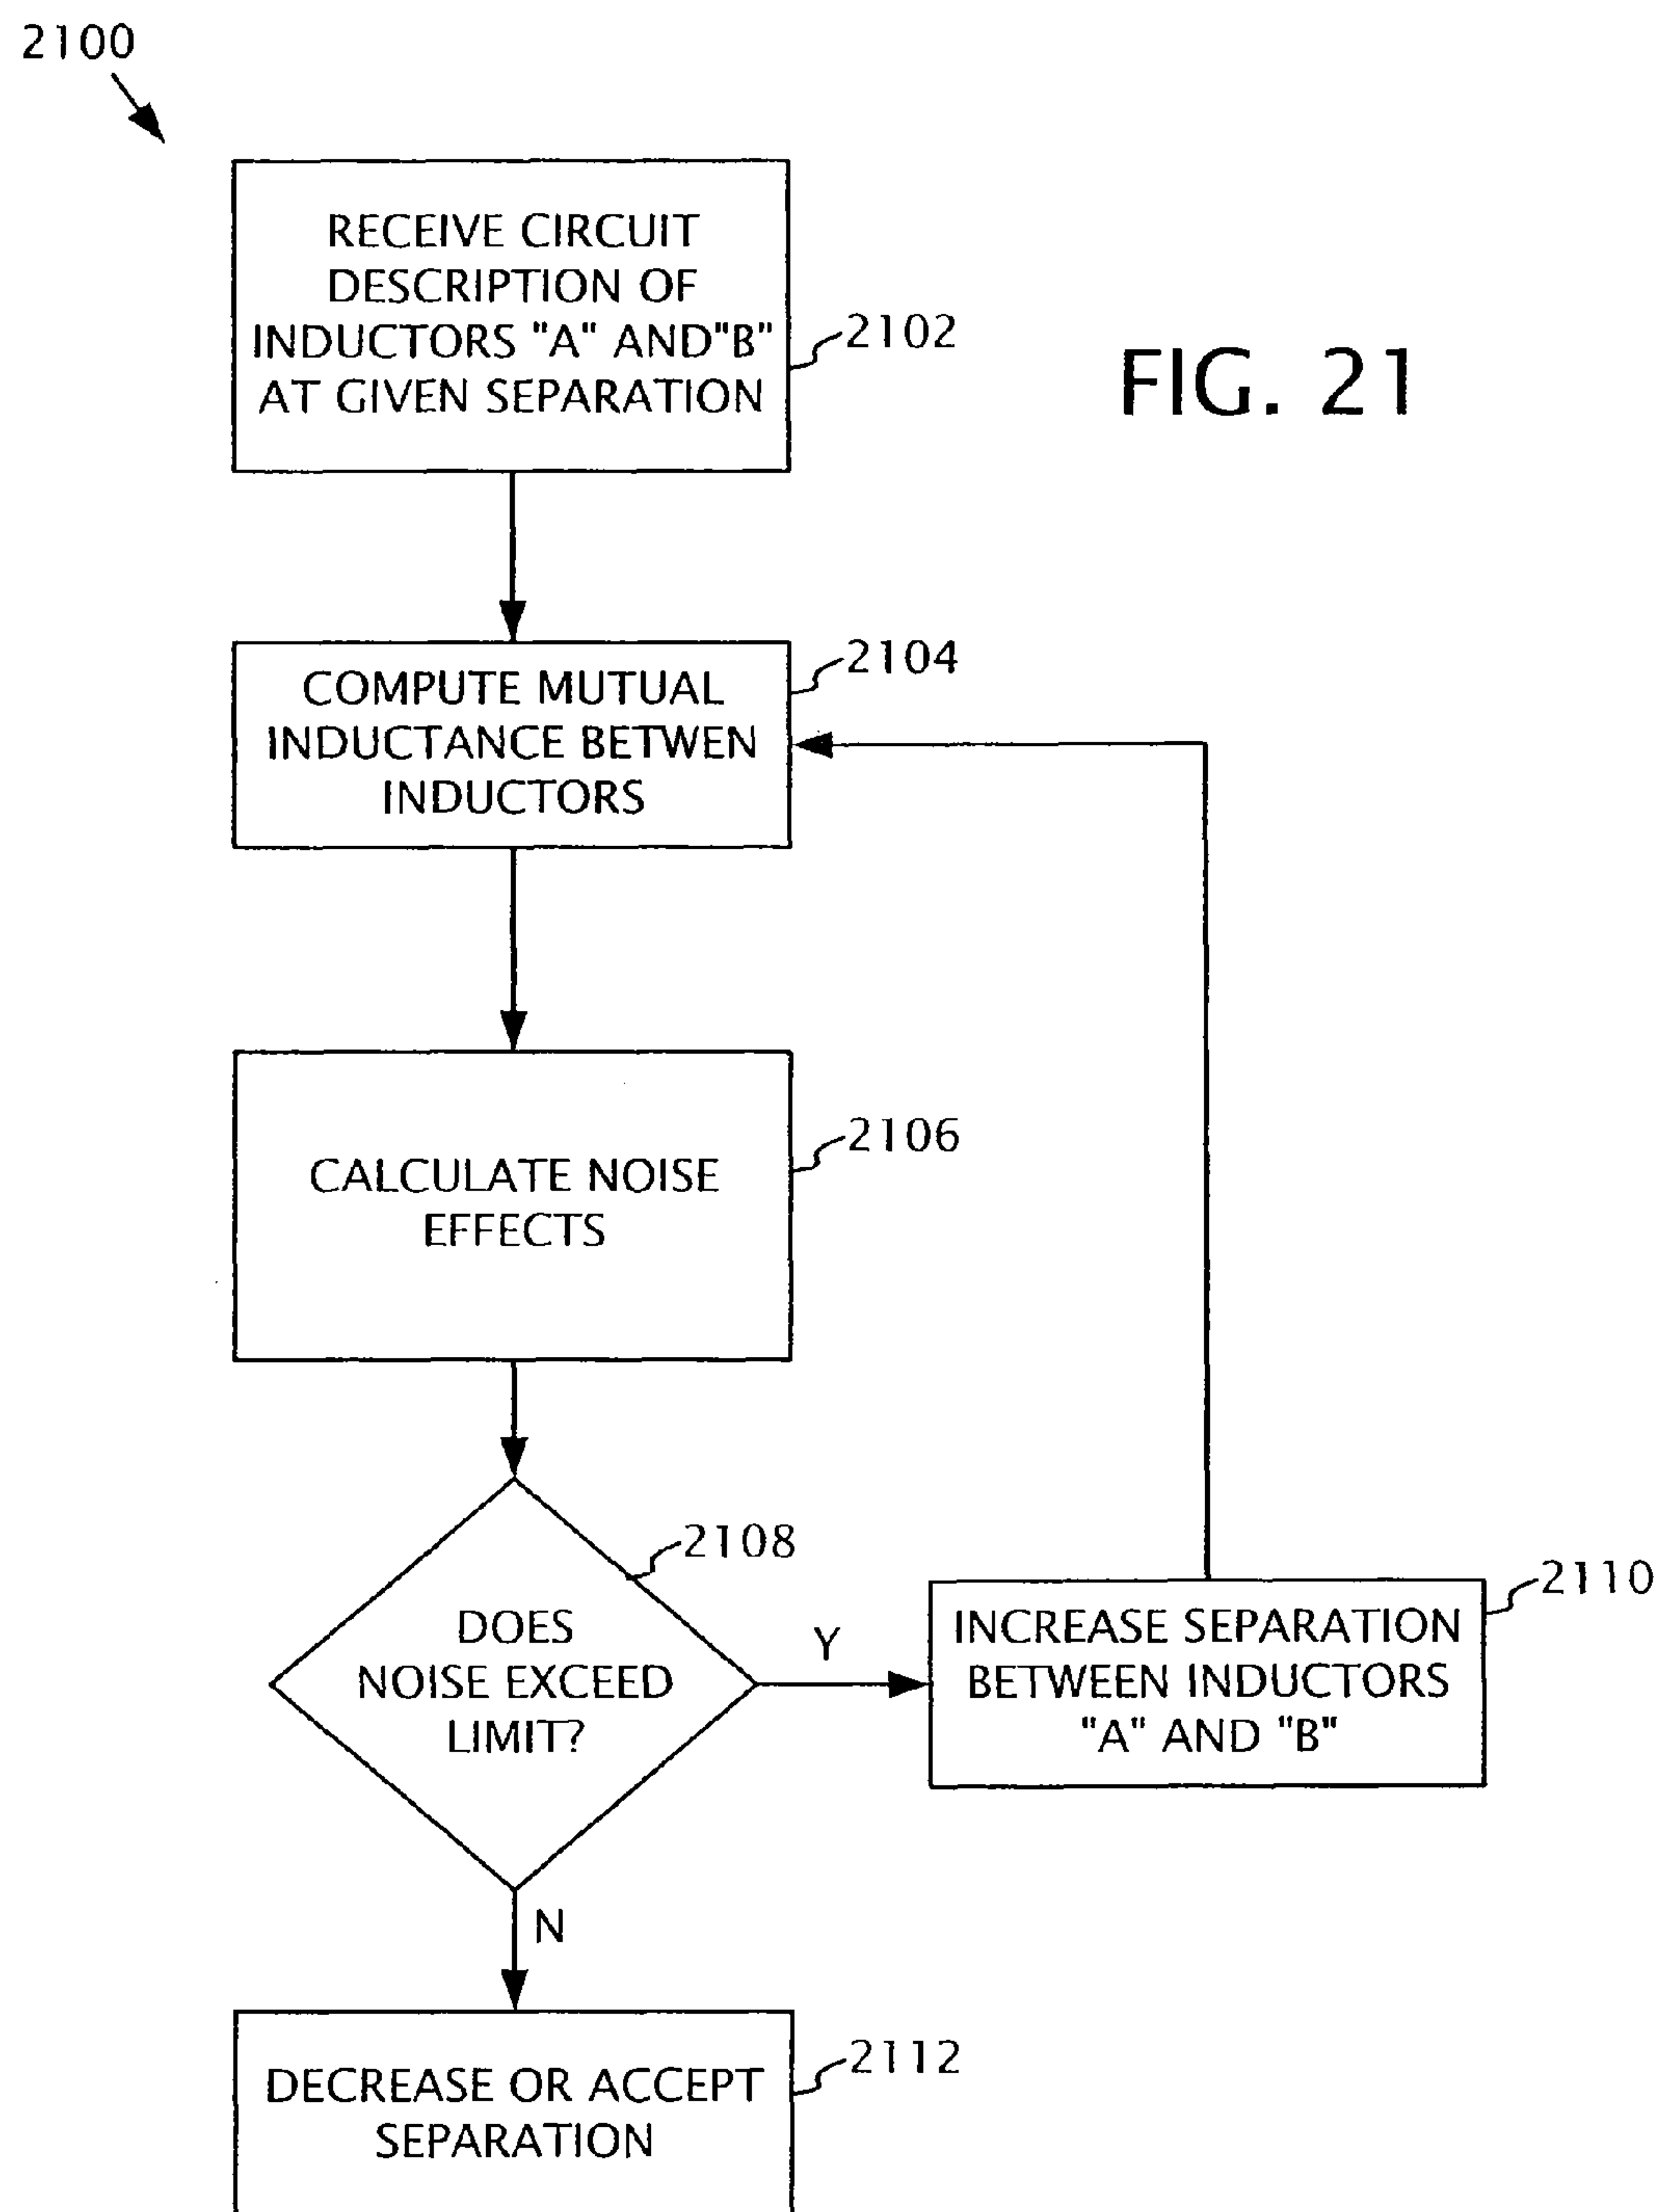 2100
RECEIVE CIRCUIT
DESCRIPTION OF
INDUCTORS "A" AND"B"
AT GIVEN SEPARATION
2102
FIG. 21
2104
COMPUTE MUTUAL
INDUCTANCE BETWEN
INDUCTORS
2106
CALCULATE NOISE
EFFECTS
2108
DOES
NOISE EXCEED
LIMIT?
Y
2110
INCREASE SEPARATION
BETWEEN INDUCTORS
"A" AND "B"
N
2112
DECREASE OR ACCEPT
SEPARATION